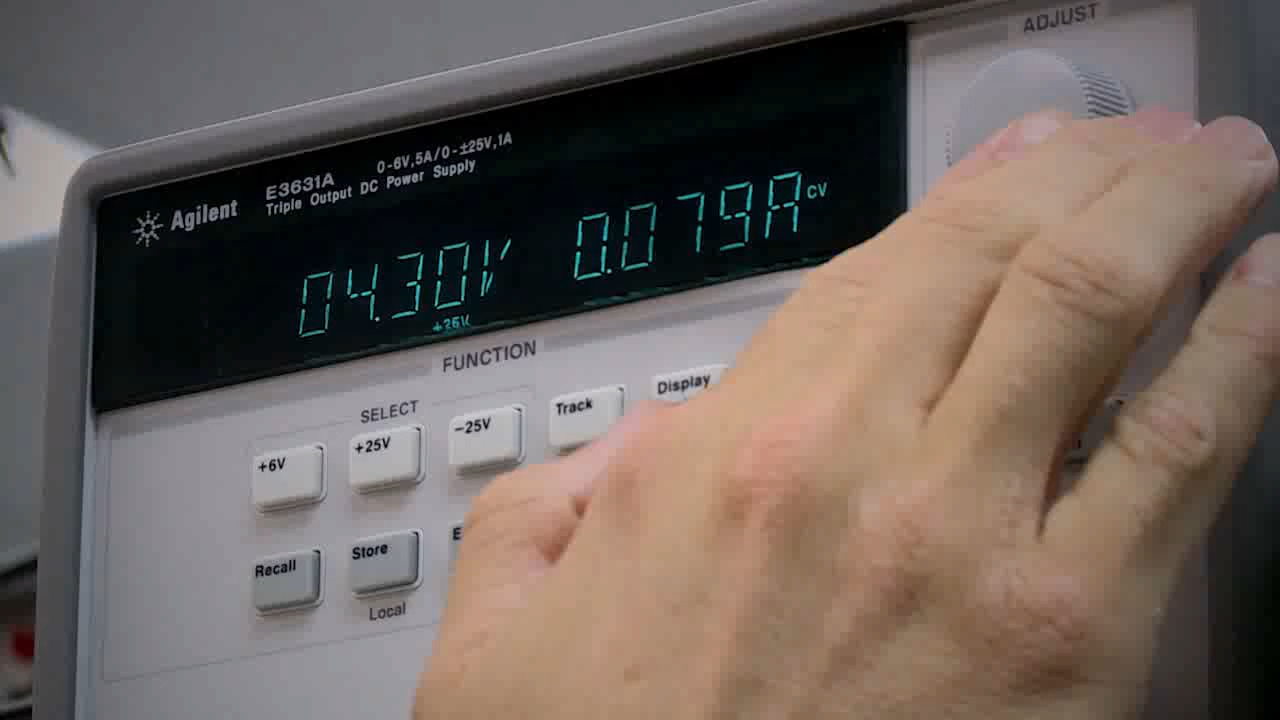 ADJUST
Agilent
E3631A 0-6V,5A/0-±25V,1A
Triple Output DC Power Supply
04.30V 0.079A CV
+25V
FUNCTION
SELECT
+6V +25V -25V Track Display
Recall Store
Local